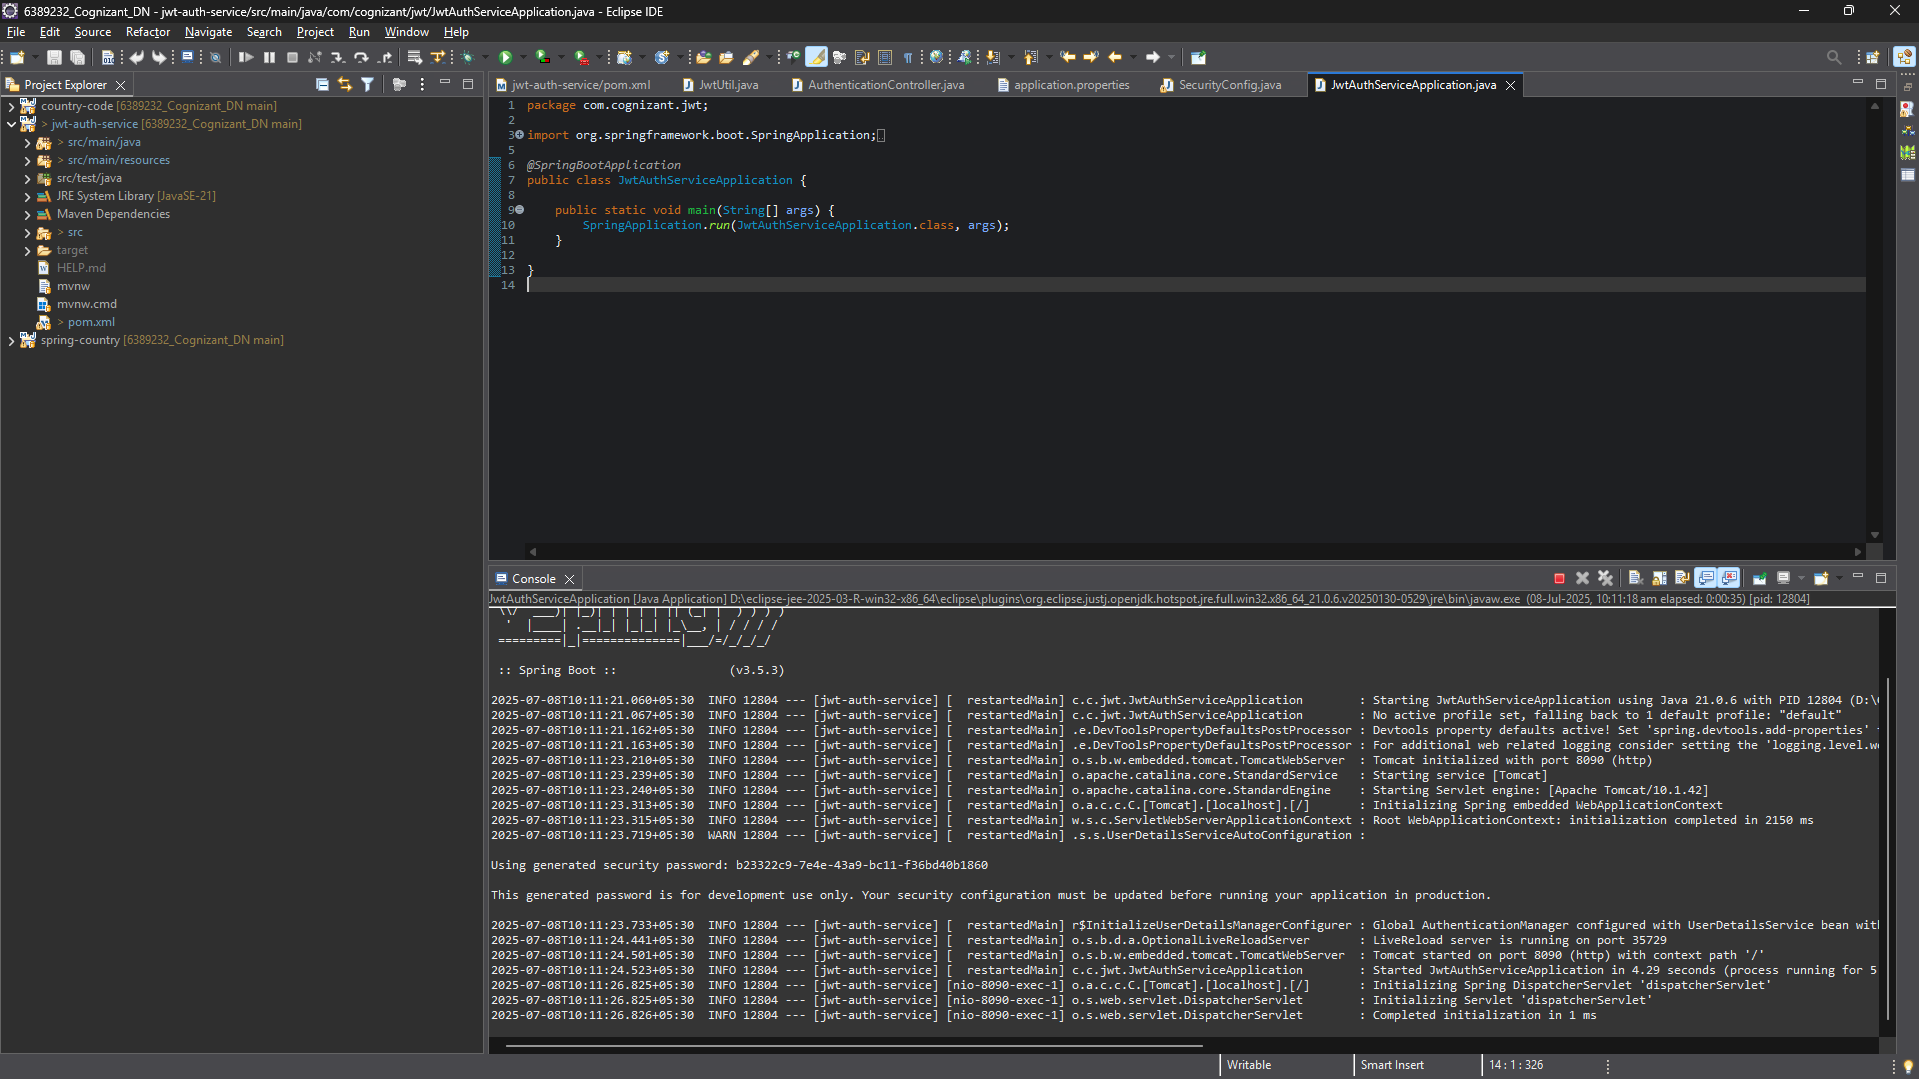 6389232_Cognizant_DN - jwt-auth-service/src/main/java/com/cognizant/jwt/JwtAuthServiceApplication.java - Eclipse IDE
File Edit Source Refactor Navigate Search Project Run Window Help
Project Explorer
country-code [6389232_Cognizant_DN main]
> jwt-auth-service [6389232_Cognizant_DN main]
> src/main/java
> src/main/resources
src/test/java
JRE System Library [JavaSE-21]
Maven Dependencies
> src
target
HELP.md
mvnw
mvnw.cmd
> pom.xml
spring-country [6389232_Cognizant_DN main]
jwt-auth-service/pom.xml JwtUtil.java AuthenticationController.java application.properties SecurityConfig.java JwtAuthServiceApplication.java
1 package com.cognizant.jwt;
2
3 import org.springframework.boot.SpringApplication;
5
6 @SpringBootApplication
7 public class JwtAuthServiceApplication {
8
9 public static void main(String[] args) {
10 SpringApplication.run(JwtAuthServiceApplication.class, args);
11 }
12
13 }
14
Console
JwtAuthServiceApplication [Java Application] D:\eclipse-jee-2025-03-R-win32-x86_64\eclipse\plugins\org.eclipse.justj.openjdk.hotspot.jre.full.win32.x86_64_21.0.6.v20250130-0529\jre\bin\javaw.exe (08-Jul-2025, 10:11:18 am elapsed: 0:00:35) [pid: 12804]
 \\/  ___)| |_)| | | | | || (_| |  ) ) ) )
  '  |____| .__|_| |_|_| |_\__, | / / / /
 =========|_|==============|___/=/_/_/_/
:: Spring Boot :: (v3.5.3)
2025-07-08T10:11:21.060+05:30 INFO 12804 --- [jwt-auth-service] [ restartedMain] c.c.jwt.JwtAuthServiceApplication : Starting JwtAuthServiceApplication using Java 21.0.6 with PID 12804 (D:\
2025-07-08T10:11:21.067+05:30 INFO 12804 --- [jwt-auth-service] [ restartedMain] c.c.jwt.JwtAuthServiceApplication : No active profile set, falling back to 1 default profile: "default"
2025-07-08T10:11:21.162+05:30 INFO 12804 --- [jwt-auth-service] [ restartedMain] .e.DevToolsPropertyDefaultsPostProcessor : Devtools property defaults active! Set 'spring.devtools.add-properties'
2025-07-08T10:11:21.163+05:30 INFO 12804 --- [jwt-auth-service] [ restartedMain] .e.DevToolsPropertyDefaultsPostProcessor : For additional web related logging consider setting the 'logging.level.w
2025-07-08T10:11:23.210+05:30 INFO 12804 --- [jwt-auth-service] [ restartedMain] o.s.b.w.embedded.tomcat.TomcatWebServer : Tomcat initialized with port 8090 (http)
2025-07-08T10:11:23.239+05:30 INFO 12804 --- [jwt-auth-service] [ restartedMain] o.apache.catalina.core.StandardService : Starting service [Tomcat]
2025-07-08T10:11:23.240+05:30 INFO 12804 --- [jwt-auth-service] [ restartedMain] o.apache.catalina.core.StandardEngine : Starting Servlet engine: [Apache Tomcat/10.1.42]
2025-07-08T10:11:23.313+05:30 INFO 12804 --- [jwt-auth-service] [ restartedMain] o.a.c.c.C.[Tomcat].[localhost].[/] : Initializing Spring embedded WebApplicationContext
2025-07-08T10:11:23.315+05:30 INFO 12804 --- [jwt-auth-service] [ restartedMain] w.s.c.ServletWebServerApplicationContext : Root WebApplicationContext: initialization completed in 2150 ms
2025-07-08T10:11:23.719+05:30 WARN 12804 --- [jwt-auth-service] [ restartedMain] .s.s.UserDetailsServiceAutoConfiguration :
Using generated security password: b23322c9-7e4e-43a9-bc11-f36bd40b1860
This generated password is for development use only. Your security configuration must be updated before running your application in production.
2025-07-08T10:11:23.733+05:30 INFO 12804 --- [jwt-auth-service] [ restartedMain] r$InitializeUserDetailsManagerConfigurer : Global AuthenticationManager configured with UserDetailsService bean wit
2025-07-08T10:11:24.441+05:30 INFO 12804 --- [jwt-auth-service] [ restartedMain] o.s.b.d.a.OptionalLiveReloadServer : LiveReload server is running on port 35729
2025-07-08T10:11:24.501+05:30 INFO 12804 --- [jwt-auth-service] [ restartedMain] o.s.b.w.embedded.tomcat.TomcatWebServer : Tomcat started on port 8090 (http) with context path '/'
2025-07-08T10:11:24.523+05:30 INFO 12804 --- [jwt-auth-service] [ restartedMain] c.c.jwt.JwtAuthServiceApplication : Started JwtAuthServiceApplication in 4.29 seconds (process running for 5
2025-07-08T10:11:26.825+05:30 INFO 12804 --- [jwt-auth-service] [nio-8090-exec-1] o.a.c.c.C.[Tomcat].[localhost].[/] : Initializing Spring DispatcherServlet 'dispatcherServlet'
2025-07-08T10:11:26.825+05:30 INFO 12804 --- [jwt-auth-service] [nio-8090-exec-1] o.s.web.servlet.DispatcherServlet : Initializing Servlet 'dispatcherServlet'
2025-07-08T10:11:26.826+05:30 INFO 12804 --- [jwt-auth-service] [nio-8090-exec-1] o.s.web.servlet.DispatcherServlet : Completed initialization in 1 ms
Writable Smart Insert 14 : 1 : 326